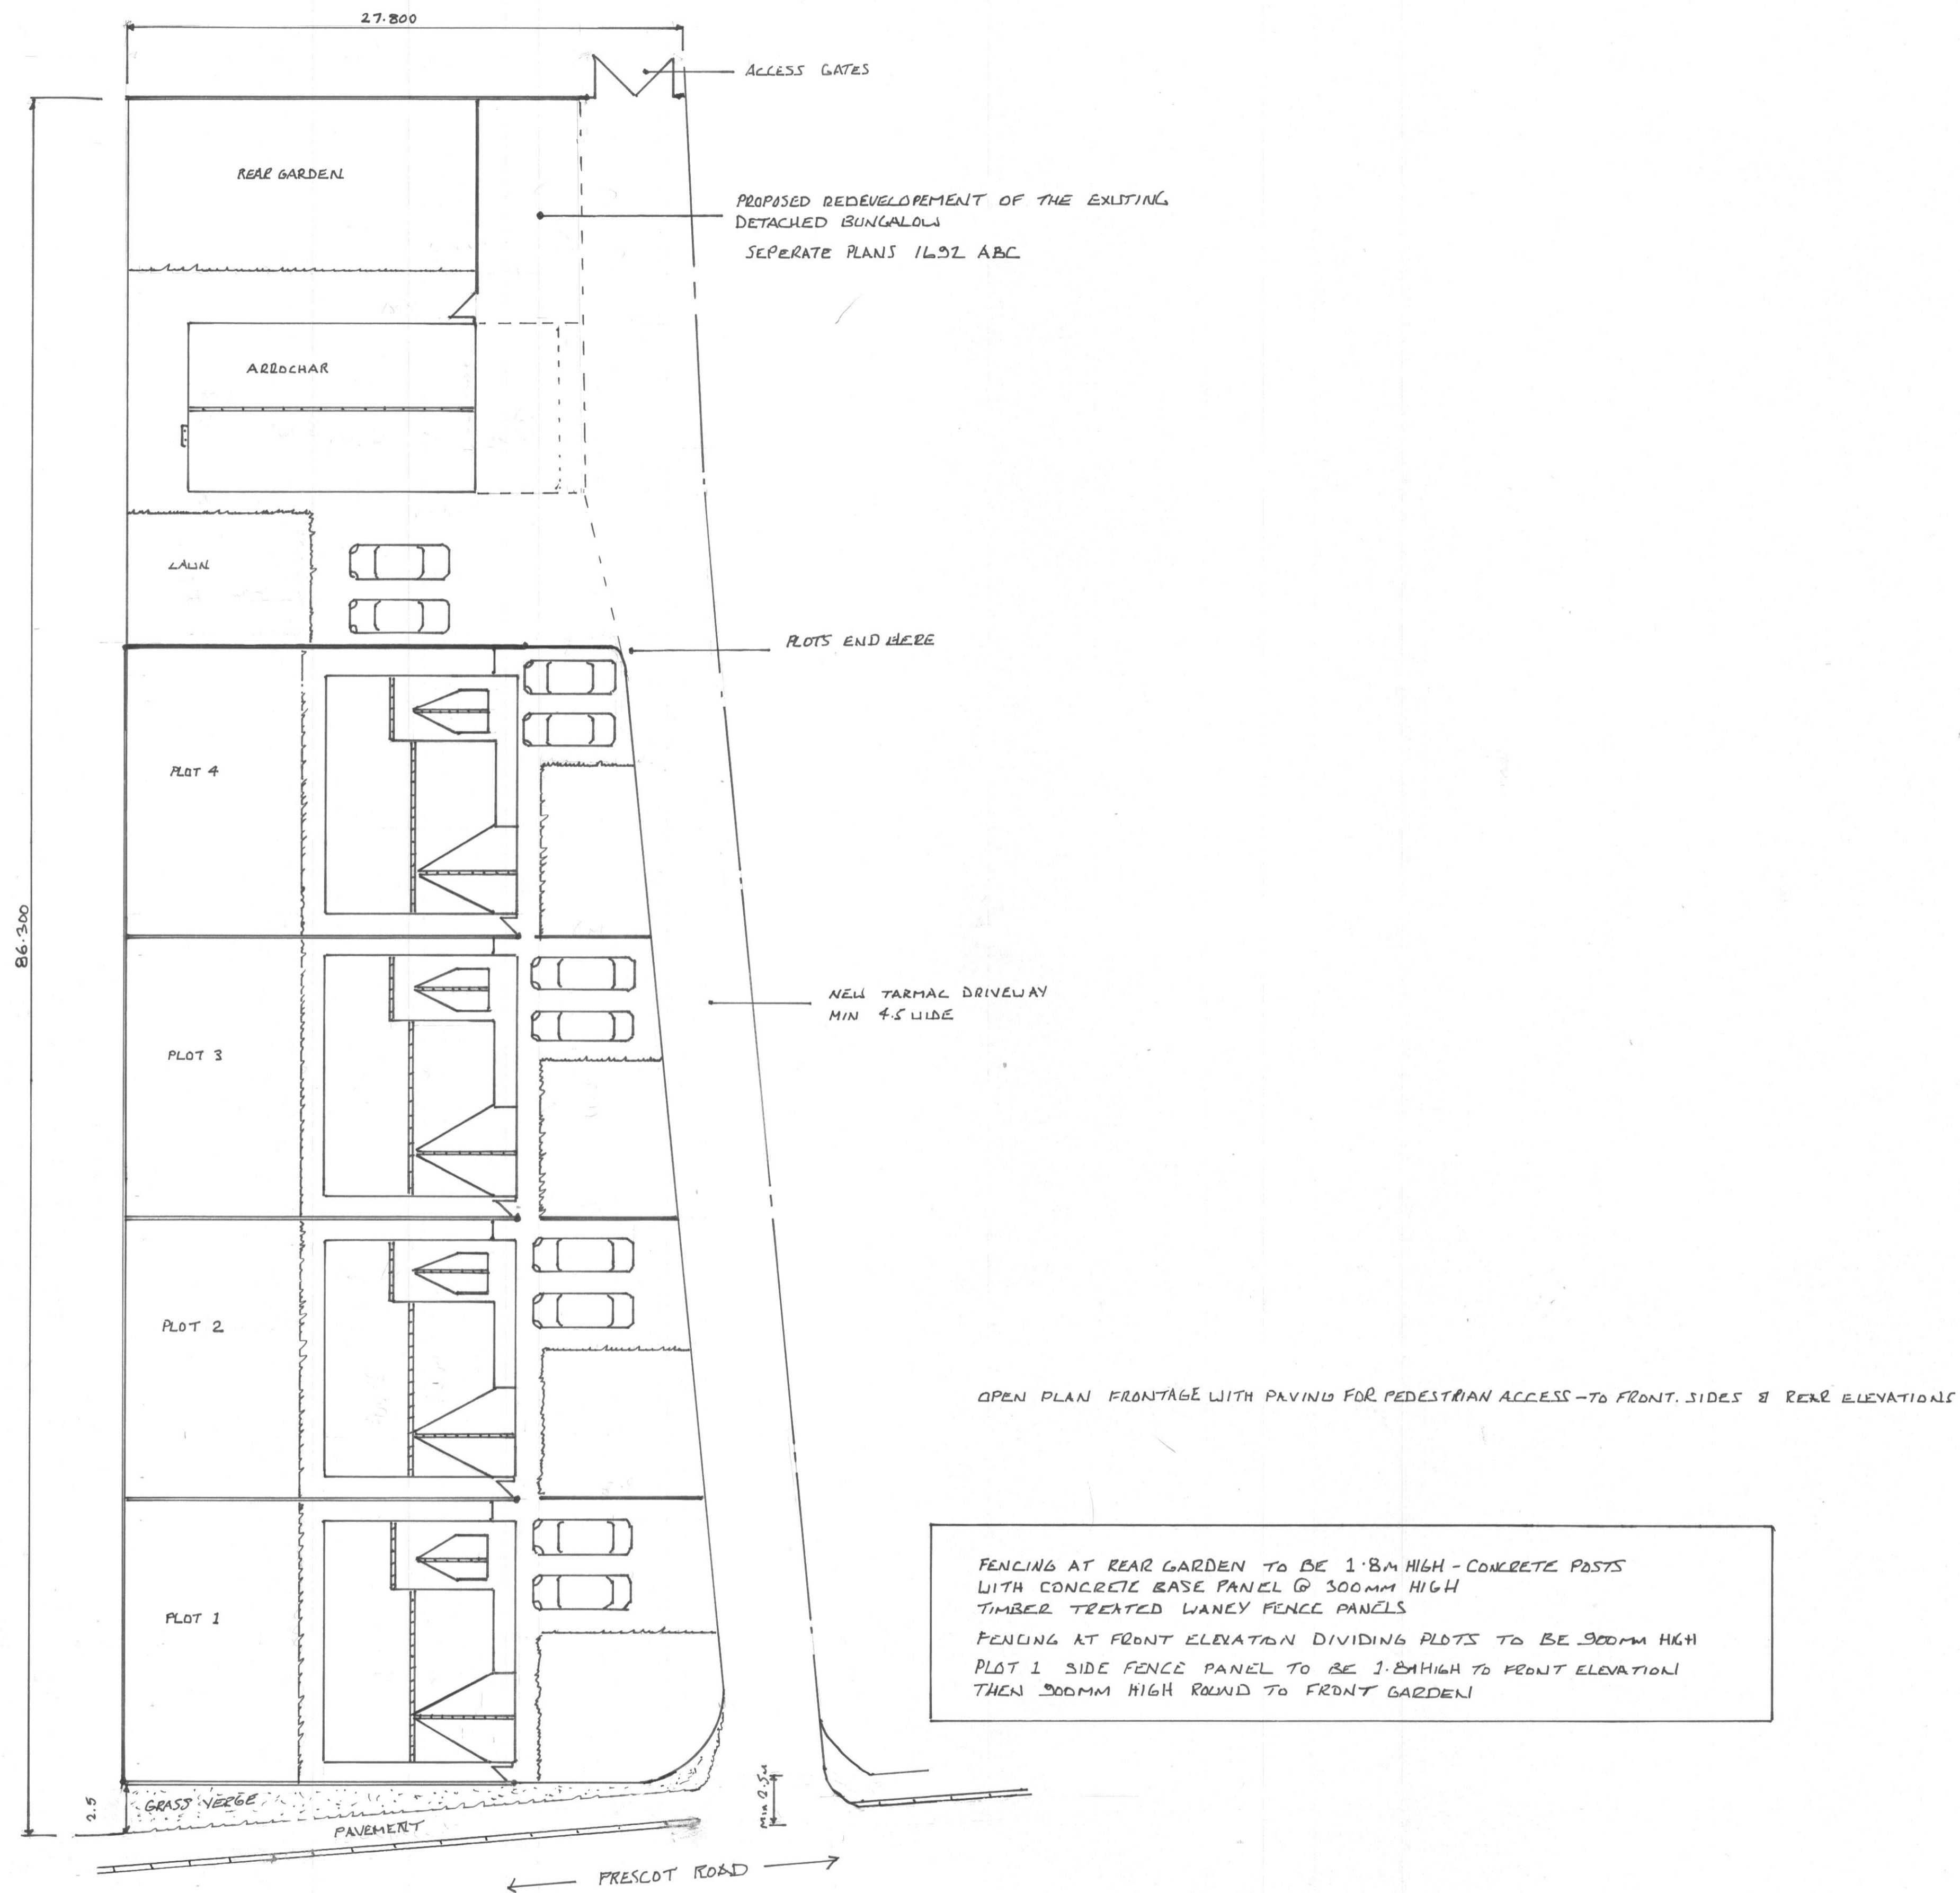 27.800
ACCESS GATES
REAR GARDEN
PROPOSED REDEVELOPEMENT OF THE EXISTING
DETACHED BUNGALOW
SEPERATE PLANS 1692 ABC
ARROCHAR
LAWN
PLOTS END HERE
PLOT 4
86.300
NEW TARMAC DRIVEWAY
MIN 4.5 WIDE
PLOT 3
PLOT 2
OPEN PLAN FRONTAGE WITH PAVING FOR PEDESTRIAN ACCESS - TO FRONT. SIDES & REAR ELEVATIONS
FENCING AT REAR GARDEN TO BE 1.8M HIGH - CONCRETE POSTS
WITH CONCRETE BASE PANEL @ 300MM HIGH
TIMBER TREATED WANEY FENCE PANELS
FENCING AT FRONT ELEVATION DIVIDING PLOTS TO BE 900MM HIGH
PLOT 1 SIDE FENCE PANEL TO BE 1.8M HIGH TO FRONT ELEVATION
THEN 900MM HIGH ROUND TO FRONT GARDEN
PLOT 1
2.5
GRASS VERGE
MIN 2.5M
PAVEMENT
PRESCOT ROAD